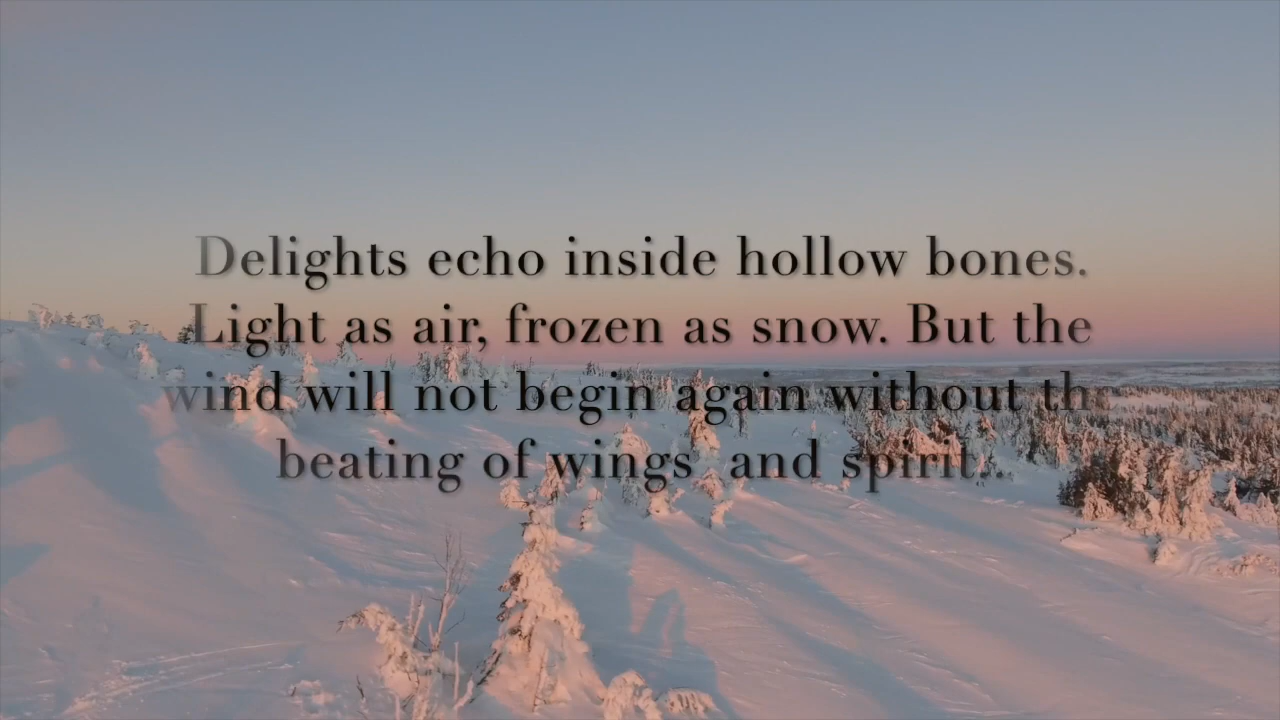 Delights echo inside hollow bones.
Light as air, frozen as snow. But the
wind will not begin again without the
beating of wings  and spirit..